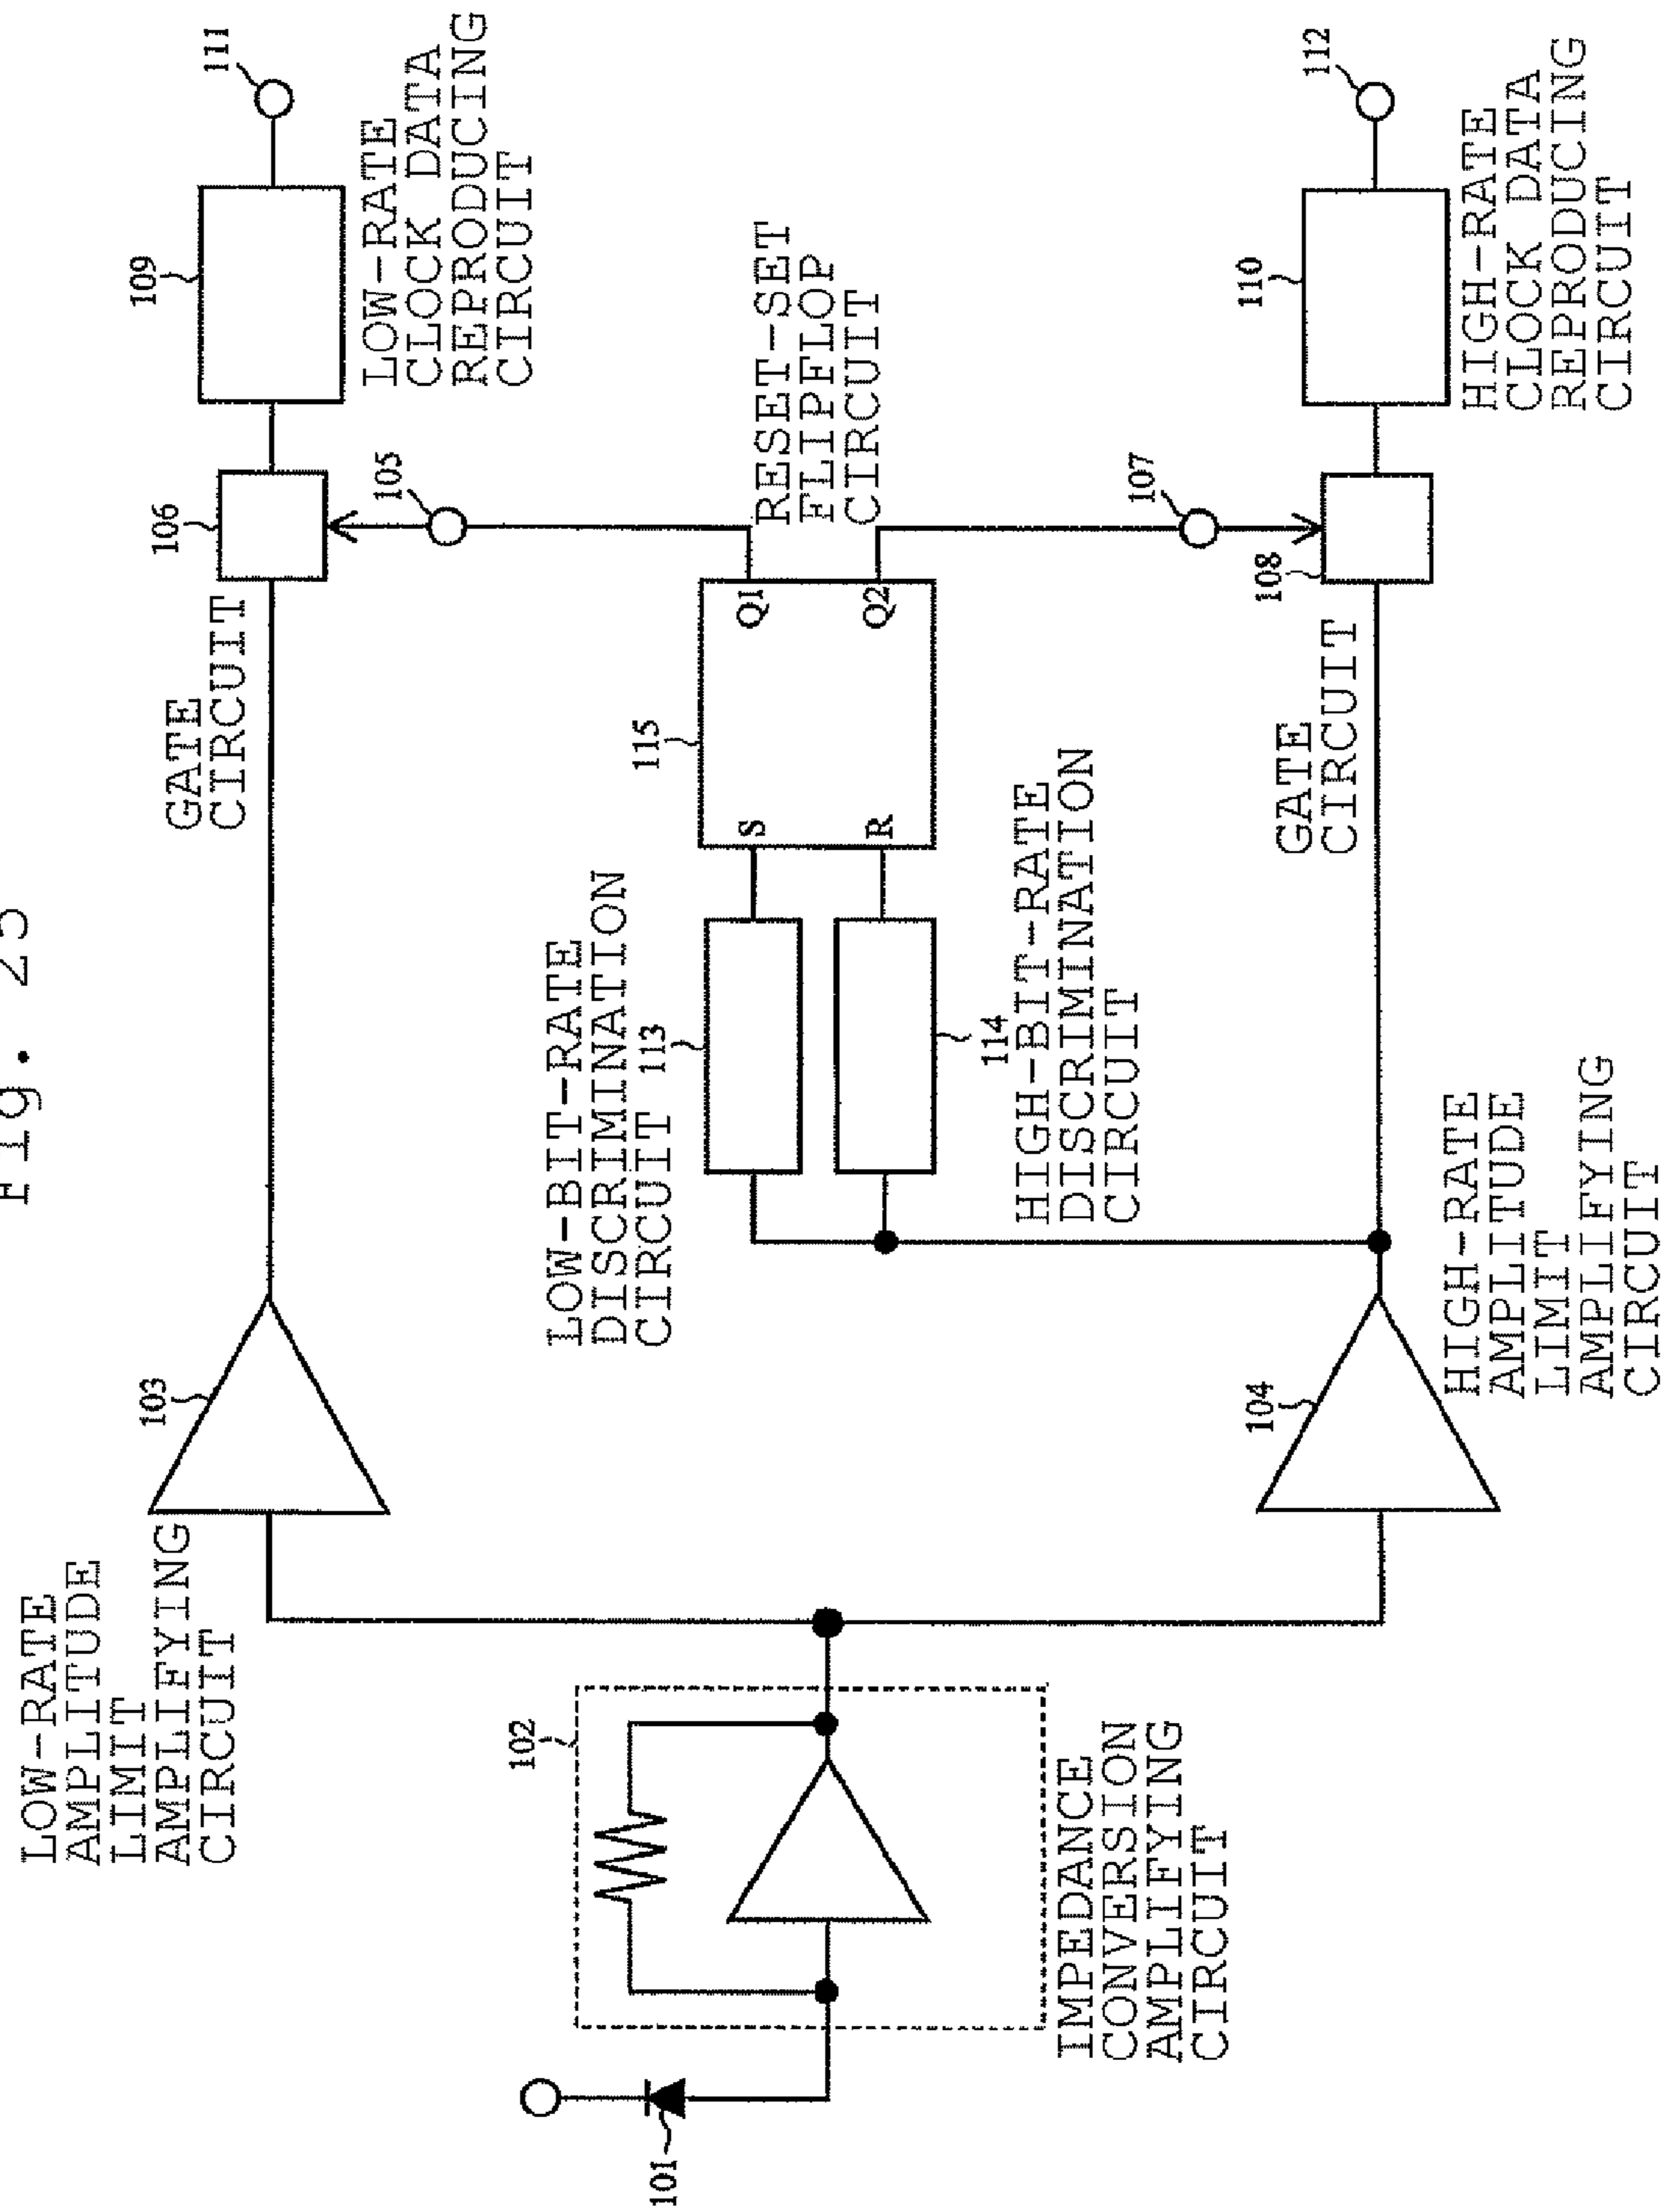 Fig. 25
LOW-RATE
AMPLITUDE
LIMIT
AMPLIFYING
CIRCUIT
103
GATE
CIRCUIT
106
109
111
LOW-RATE
CLOCK DATA
REPRODUCING
CIRCUIT
105
101
102
IMPEDANCE
CONVERSION
AMPLIFYING
CIRCUIT
LOW-BIT-RATE
DISCRIMINATION
CIRCUIT 113
114
HIGH-BIT-RATE
DISCRIMINATION
CIRCUIT
115
S
R
Q1
Q2
RESET-SET
FLIPFLOP
CIRCUIT
107
104
HIGH-RATE
AMPLITUDE
LIMIT
AMPLIFYING
CIRCUIT
GATE
CIRCUIT
108
110
112
HIGH-RATE
CLOCK DATA
REPRODUCING
CIRCUIT